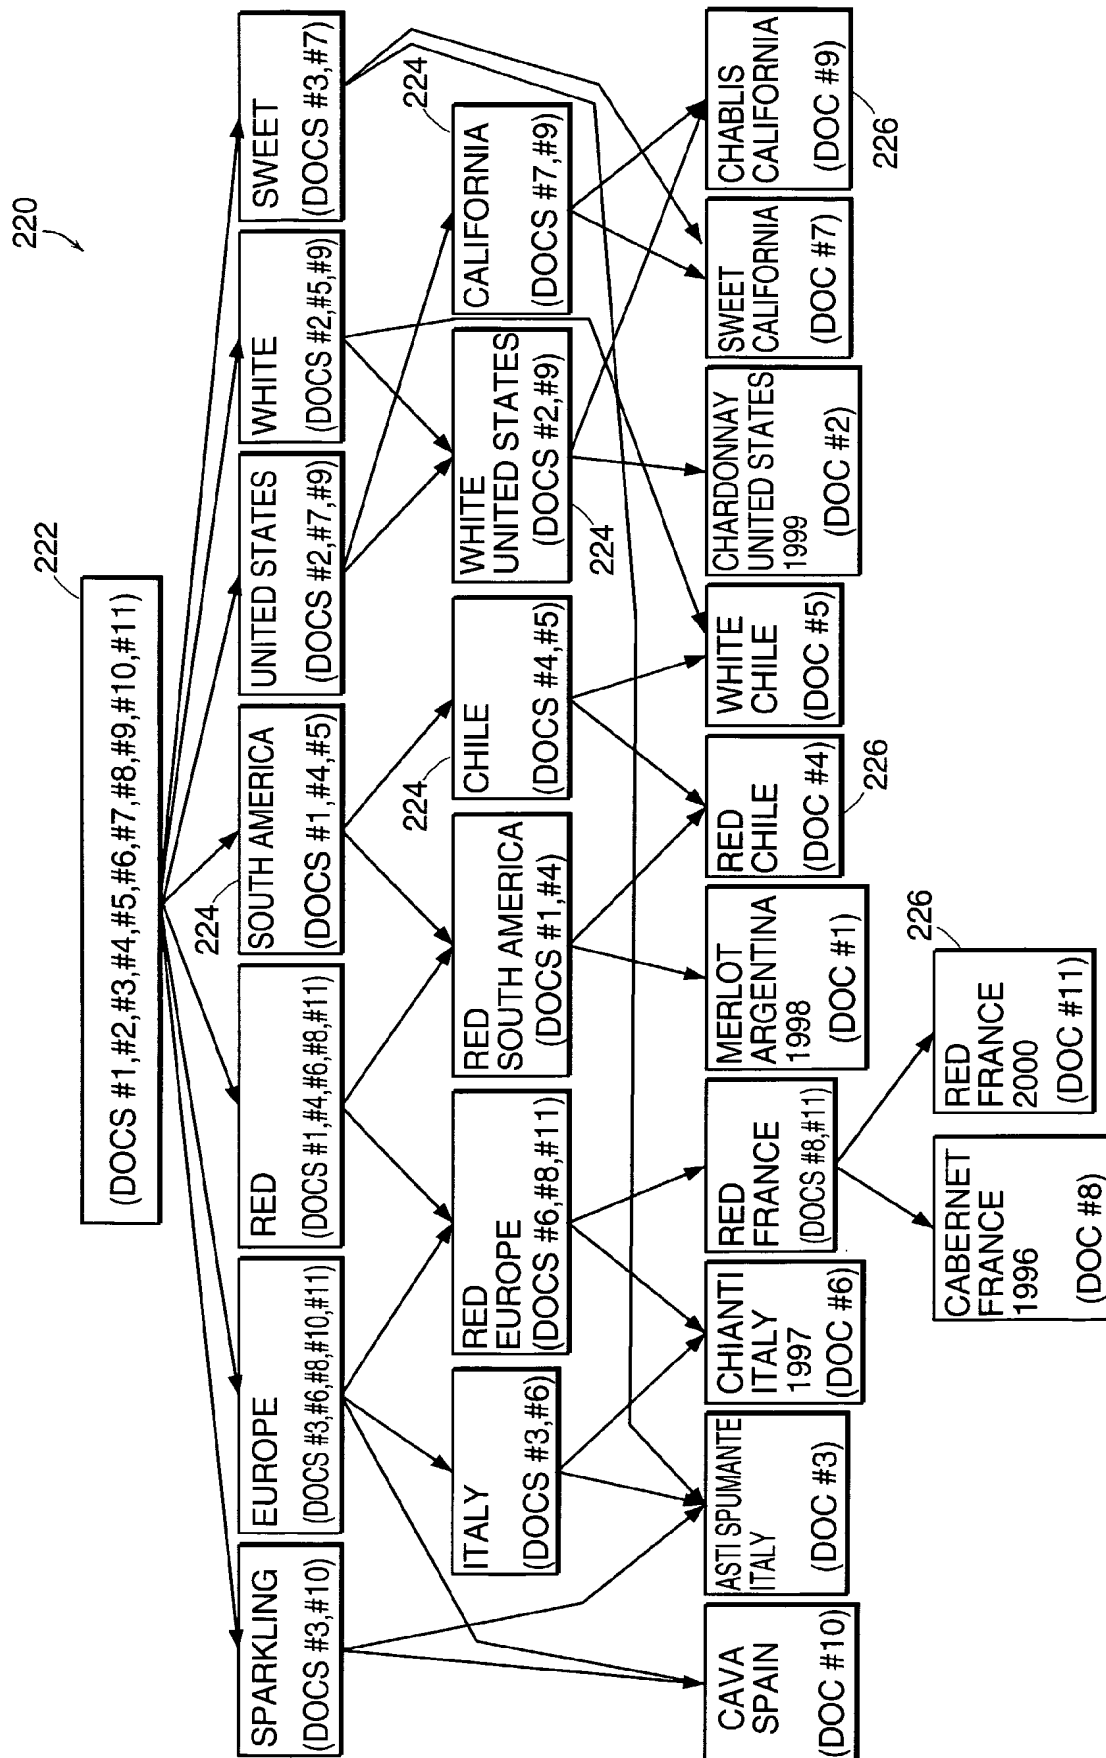 220
222
(DOCS #1,#2,#3,#4,#5,#6,#7,#8,#9,#10,#11)
SPARKLING
(DOCS #3,#10)
EUROPE
(DOCS #3,#6,#8,#10,#11)
RED
(DOCS #1,#4,#6,#8,#11)
224
SOUTH AMERICA
(DOCS #1,#4,#5)
UNITED STATES
(DOCS #2,#7,#9)
WHITE
(DOCS #2,#5,#9)
SWEET
(DOCS #3,#7)
ITALY
(DOCS #3,#6)
RED
EUROPE
(DOCS #6,#8,#11)
RED
SOUTH AMERICA
(DOCS #1,#4)
224
CHILE
(DOCS #4,#5)
WHITE
UNITED STATES
(DOCS #2,#9)
224
CALIFORNIA
(DOCS #7,#9)
224
CAVA
SPAIN
(DOC #10)
ASTI SPUMANTE
ITALY
(DOC #3)
CHIANTI
ITALY
1997
(DOC #6)
RED
FRANCE
(DOCS #8,#11)
MERLOT
ARGENTINA
1998
(DOC #1)
RED
CHILE
(DOC #4)
226
WHITE
CHILE
(DOC #5)
CHARDONNAY
UNITED STATES
1999
(DOC #2)
SWEET
CALIFORNIA
(DOC #7)
CHABLIS
CALIFORNIA
(DOC #9)
226
CABERNET
FRANCE
1996
(DOC #8)
RED
FRANCE
2000
(DOC #11)
226